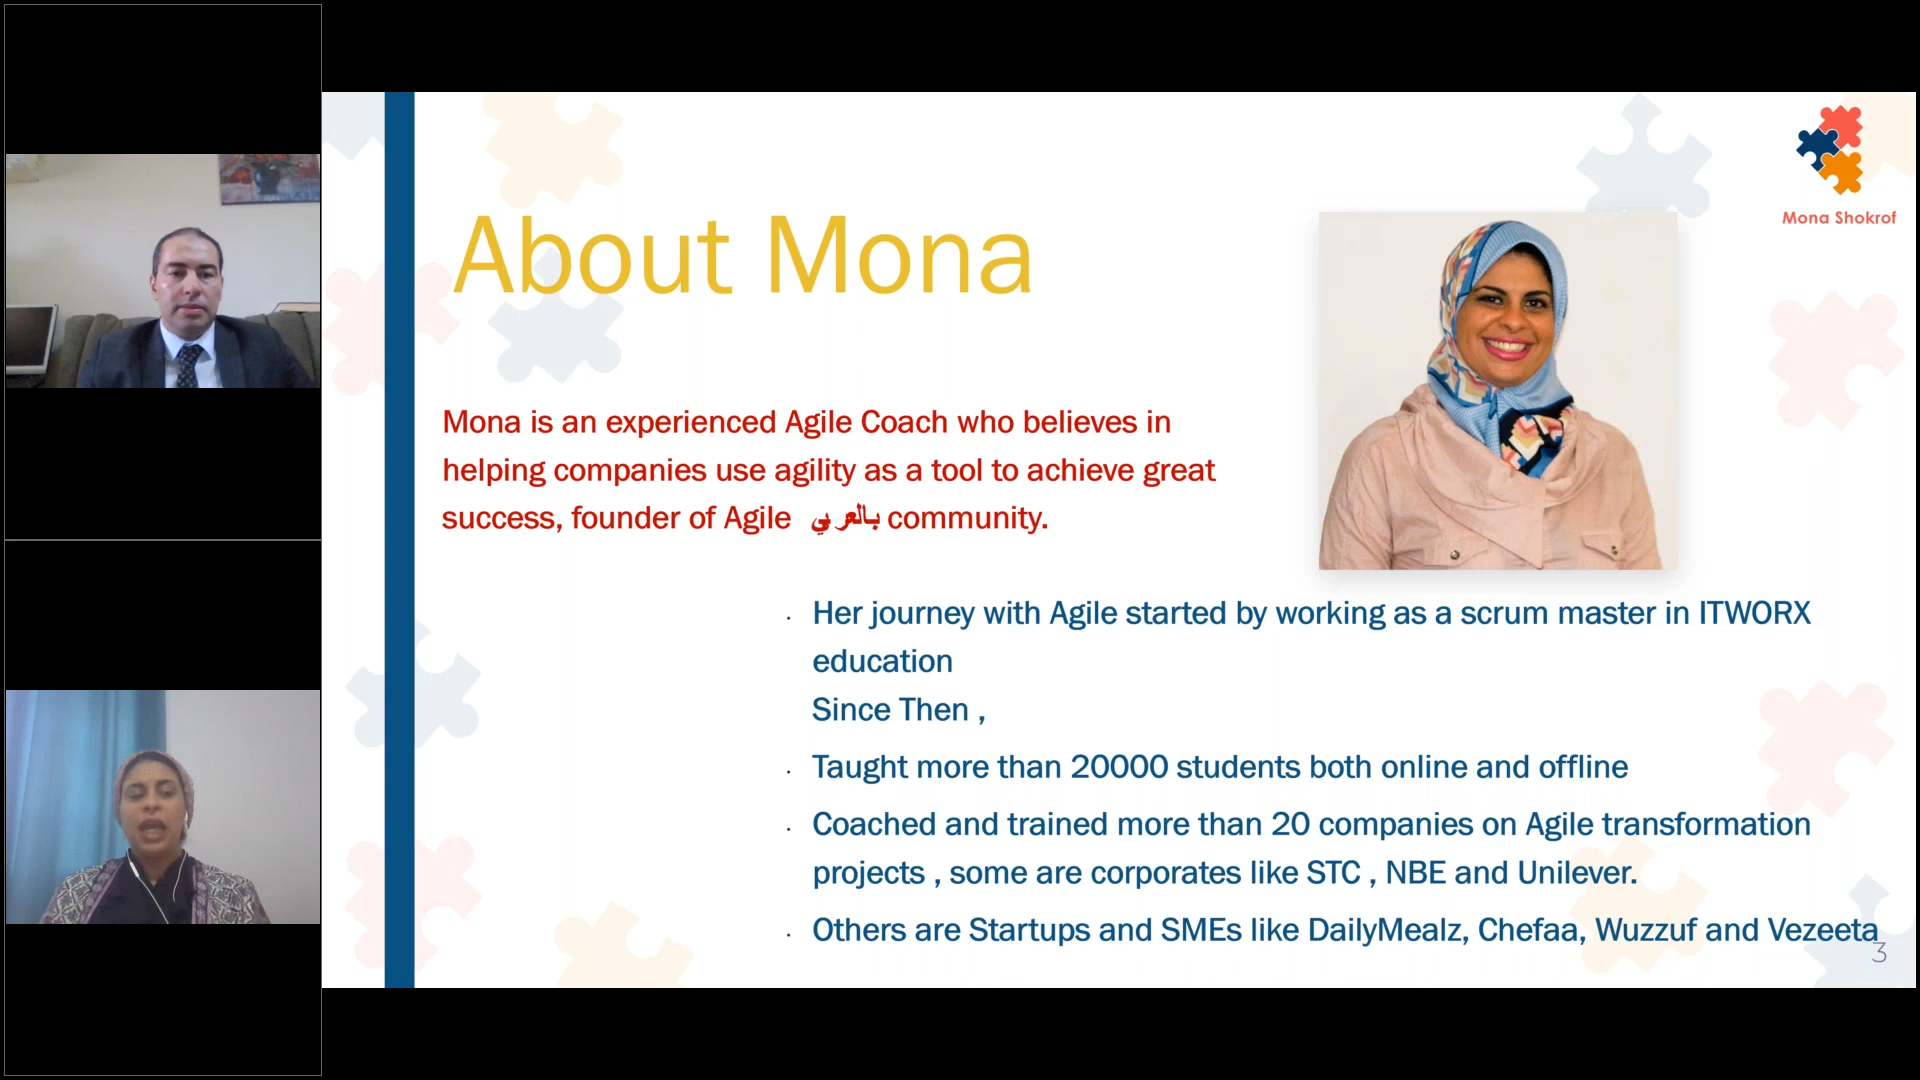 Mona Shokrof
About Mona
Mona is an experienced Agile Coach who believes in
helping companies use agility as a tool to achieve great
success, founder of Agile بالعربي community.
. Her journey with Agile started by working as a scrum master in ITWORX
education
Since Then ,
. Taught more than 20000 students both online and offline
. Coached and trained more than 20 companies on Agile transformation
projects , some are corporates like STC , NBE and Unilever.
. Others are Startups and SMEs like DailyMealz, Chefaa, Wuzzuf and Vezeeta
3